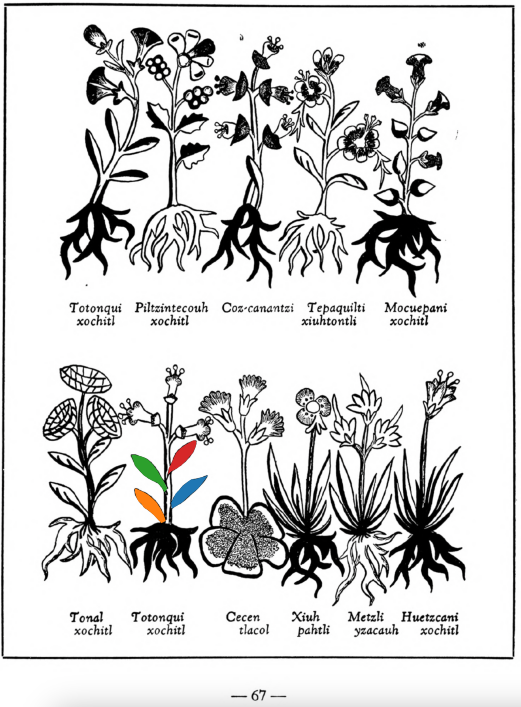 Totonqui Piltzintecouh Coz-canantzi Tepaquilti Mocuepani
xochitl xochitl xiuhtontli xochitl
Tonal Totonqui Cecen Xiuh Metzli Huetzcani
xochitl xochitl tlacol pahtli yzacauh xochitl
— 67 —